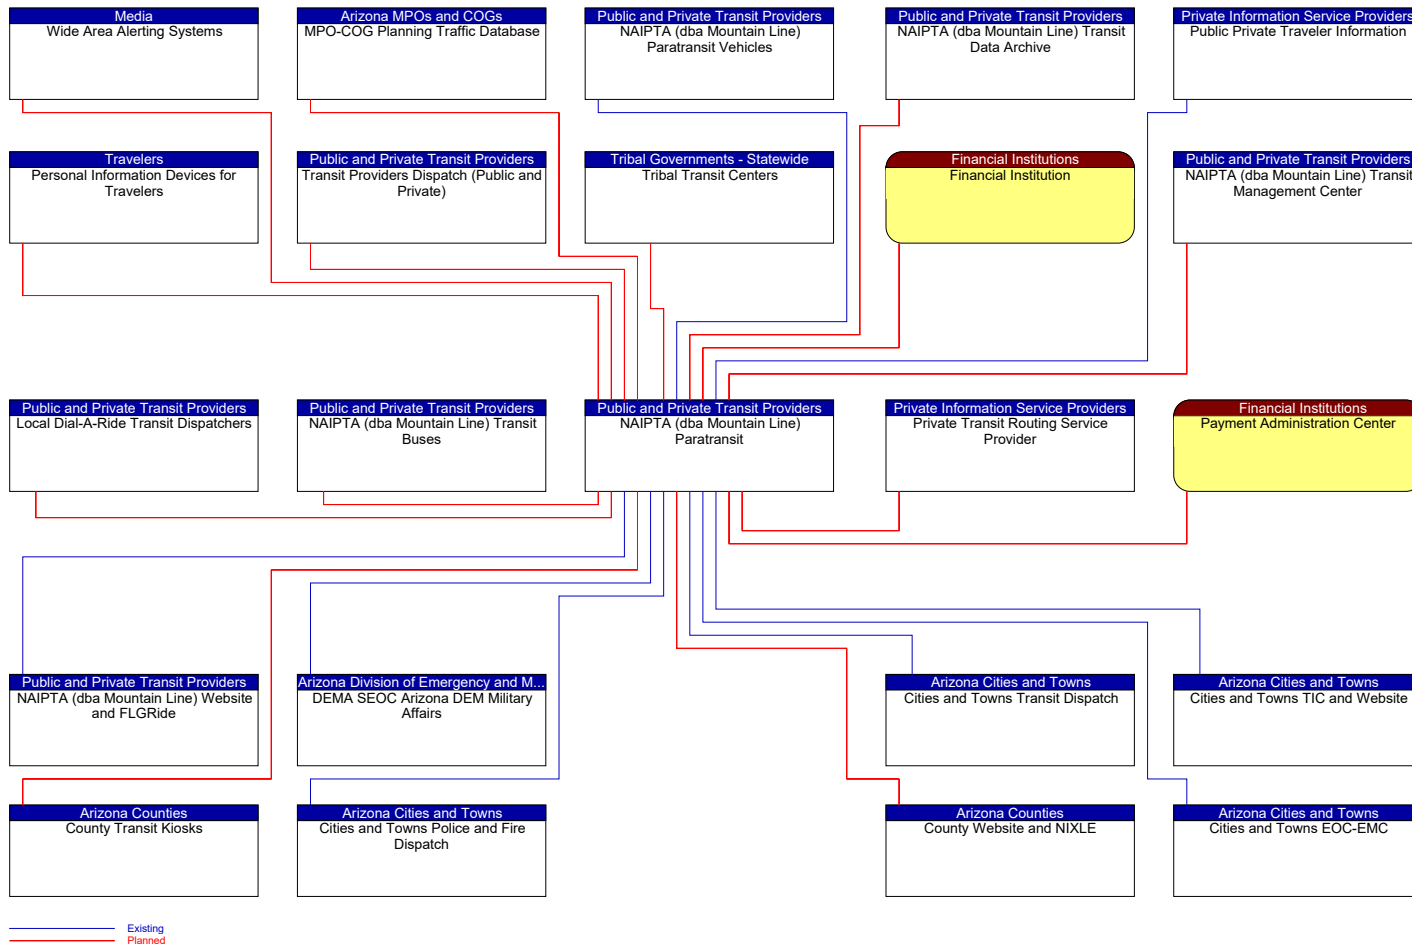 Media
Wide Area Alerting Systems
Arizona MPOs and COGs
MPO-COG Planning Traffic Database
Public and Private Transit Providers
NAIPTA (dba Mountain Line)
Paratransit Vehicles
Public and Private Transit Providers
NAIPTA (dba Mountain Line) Transit
Data Archive
Private Information Service Providers
Public Private Traveler Information
Travelers
Personal Information Devices for
Travelers
Public and Private Transit Providers
Transit Providers Dispatch (Public and
Private)
Tribal Governments - Statewide
Tribal Transit Centers
Financial Institutions
Financial Institution
Public and Private Transit Providers
NAIPTA (dba Mountain Line) Transit
Management Center
Public and Private Transit Providers
Local Dial-A-Ride Transit Dispatchers
Public and Private Transit Providers
NAIPTA (dba Mountain Line) Transit
Buses
Public and Private Transit Providers
NAIPTA (dba Mountain Line)
Paratransit
Private Information Service Providers
Private Transit Routing Service
Provider
Financial Institutions
Payment Administration Center
Public and Private Transit Providers
NAIPTA (dba Mountain Line) Website
and FLGRide
Arizona Division of Emergency and M...
DEMA SEOC Arizona DEM Military
Affairs
Arizona Cities and Towns
Cities and Towns Transit Dispatch
Arizona Cities and Towns
Cities and Towns TIC and Website
Arizona Counties
County Transit Kiosks
Arizona Cities and Towns
Cities and Towns Police and Fire
Dispatch
Arizona Counties
County Website and NIXLE
Arizona Cities and Towns
Cities and Towns EOC-EMC
Existing
Planned